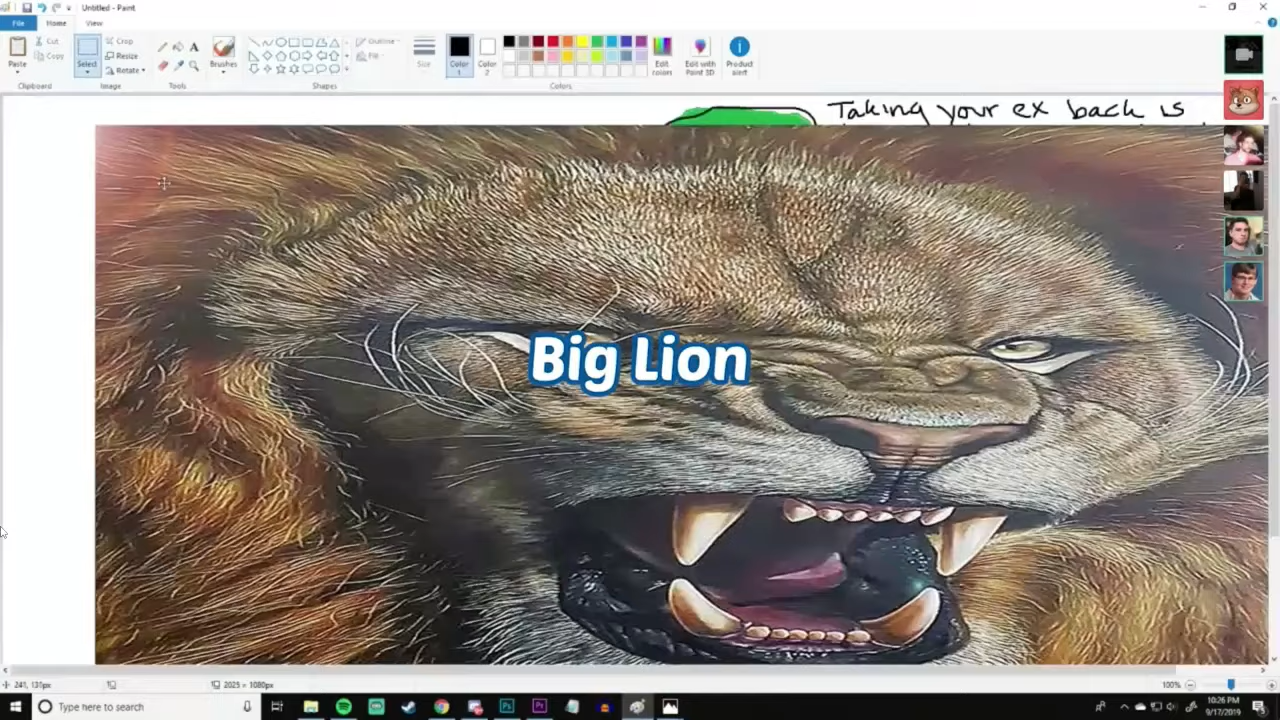 Untitled - Paint
File Home View
Paste
Cut
Copy
Clipboard
Select
Crop
Resize
Rotate
Image
Tools
Brushes
Shapes
Outline
Fill
Size
Color 1
Color 2
Colors
Edit colors
Edit with Paint 3D
Product alert
Taking your ex back is
Big Lion
241, 131px
2025 × 1080px
100%
Type here to search
10:26 PM
9/17/2019